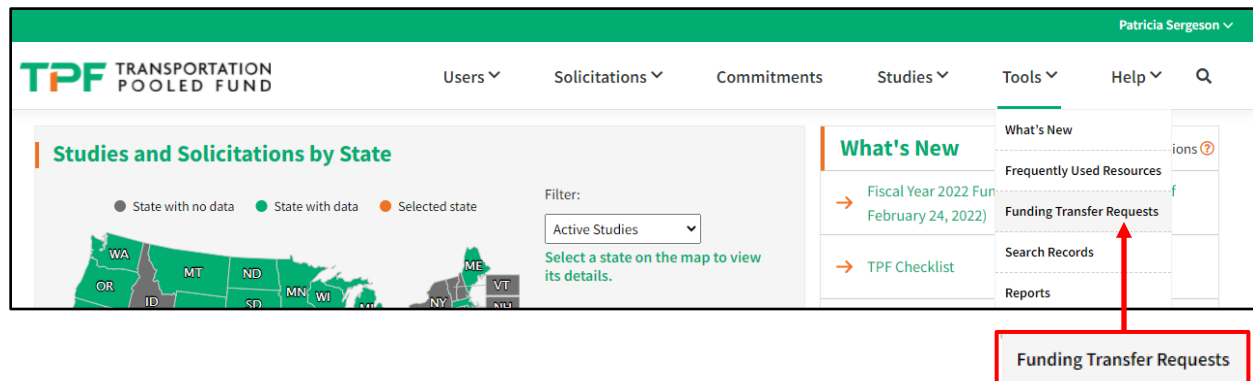 Patricia Sergeson
TPF TRANSPORTATION POOLED FUND
Users
Solicitations
Commitments
Studies
Tools
Help
What's New
Frequently Used Resources
Funding Transfer Requests
Search Records
Reports
Studies and Solicitations by State
State with no data
State with data
Selected state
Filter:
Active Studies
Select a state on the map to view
its details.
WA
OR
ID
MT
ND
SD
MN
WI
NY
ME
VT
What's New
Fiscal Year 2022
February 24, 2022)
TPF Checklist
Funding Transfer Requests